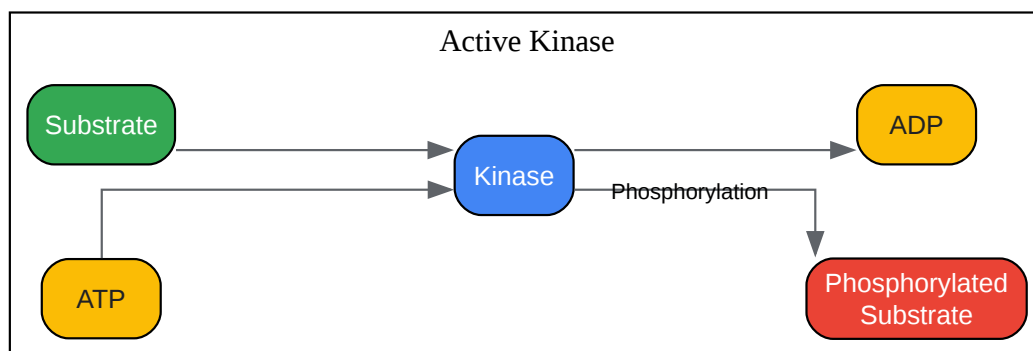 Active Kinase
Substrate
ADP
Kinase
Phosphorylation
ATP
Phosphorylated
Substrate